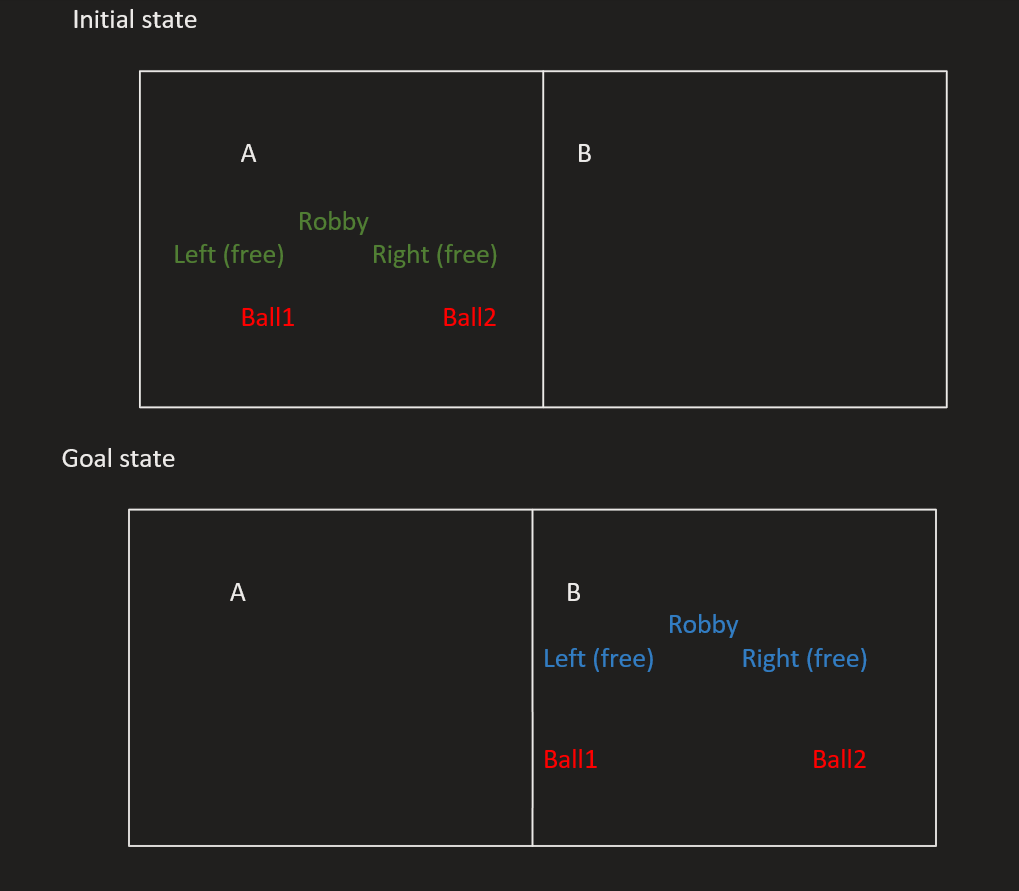 Initial state
A
B
Robby
Left (free)
Right (free)
Ball1
Ball2
Goal state
A
B
Robby
Left (free)
Right (free)
Ball1
Ball2